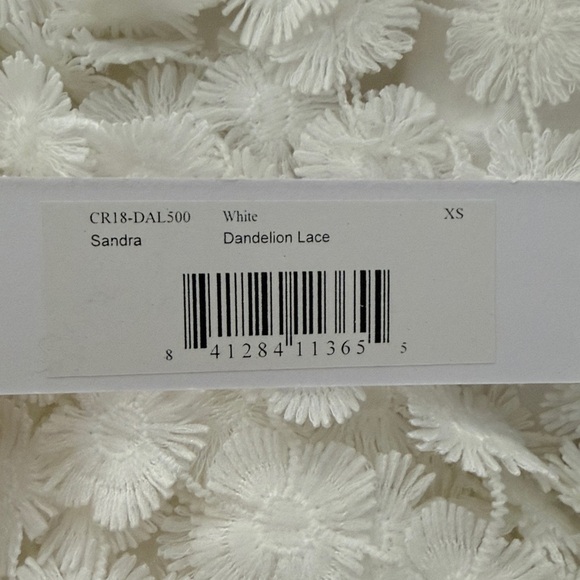 CR18-DAL500 White XS
Sandra Dandelion Lace
8 41284 11365 5